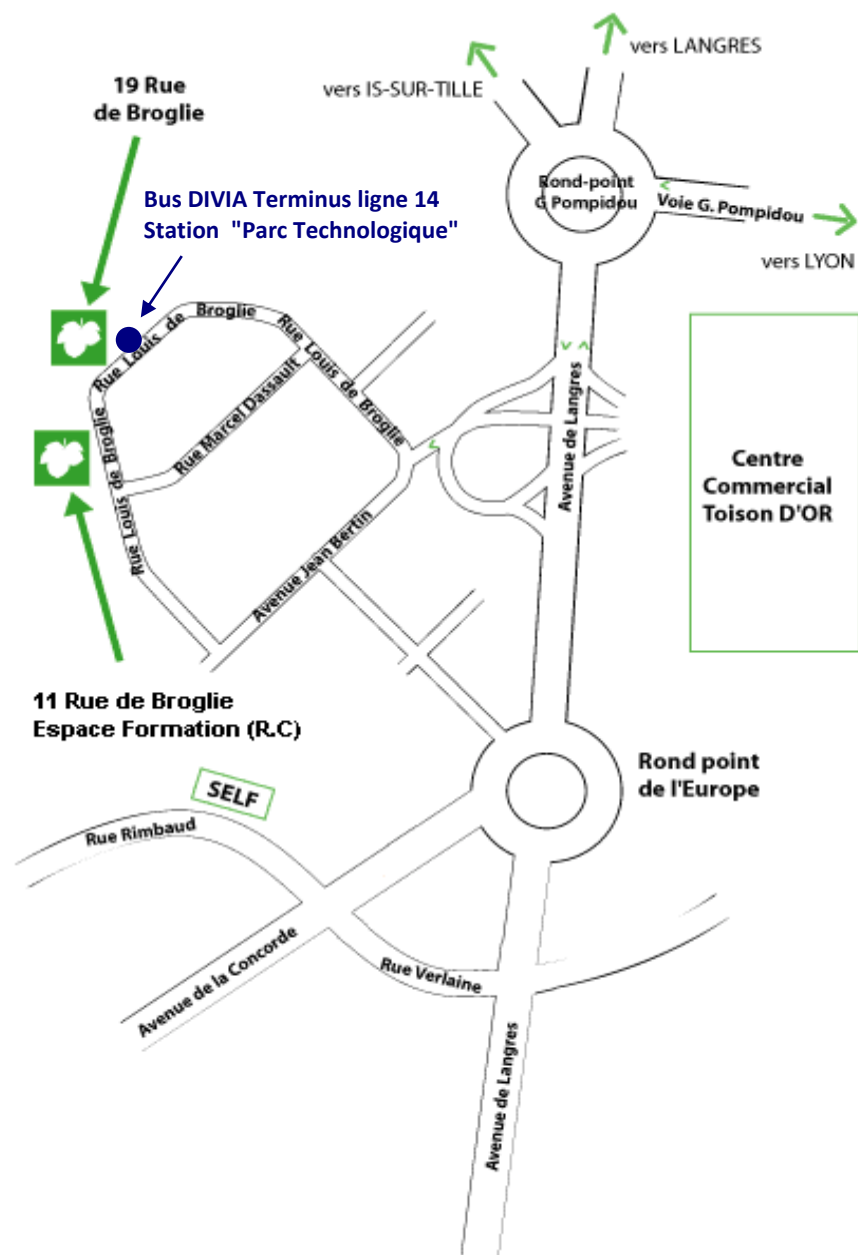 vers LANGRES
vers IS-SUR-TILLE
19 Rue
de Broglie
Rond-point
G Pompidou
Voie G. Pompidou
Bus DIVIA Terminus ligne 14
Station "Parc Technologique"
vers LYON
Rue Louis de Broglie
Rue Louis de Broglie
Rue Marcel Dassault
Rue Louis de Broglie
Avenue de Langres
Centre
Commercial
Toison D'OR
Avenue Jean Bertin
11 Rue de Broglie
Espace Formation (R.C)
Rond point
de l'Europe
SELF
Rue Rimbaud
Avenue de la Concorde
Rue Verlaine
Avenue de Langres